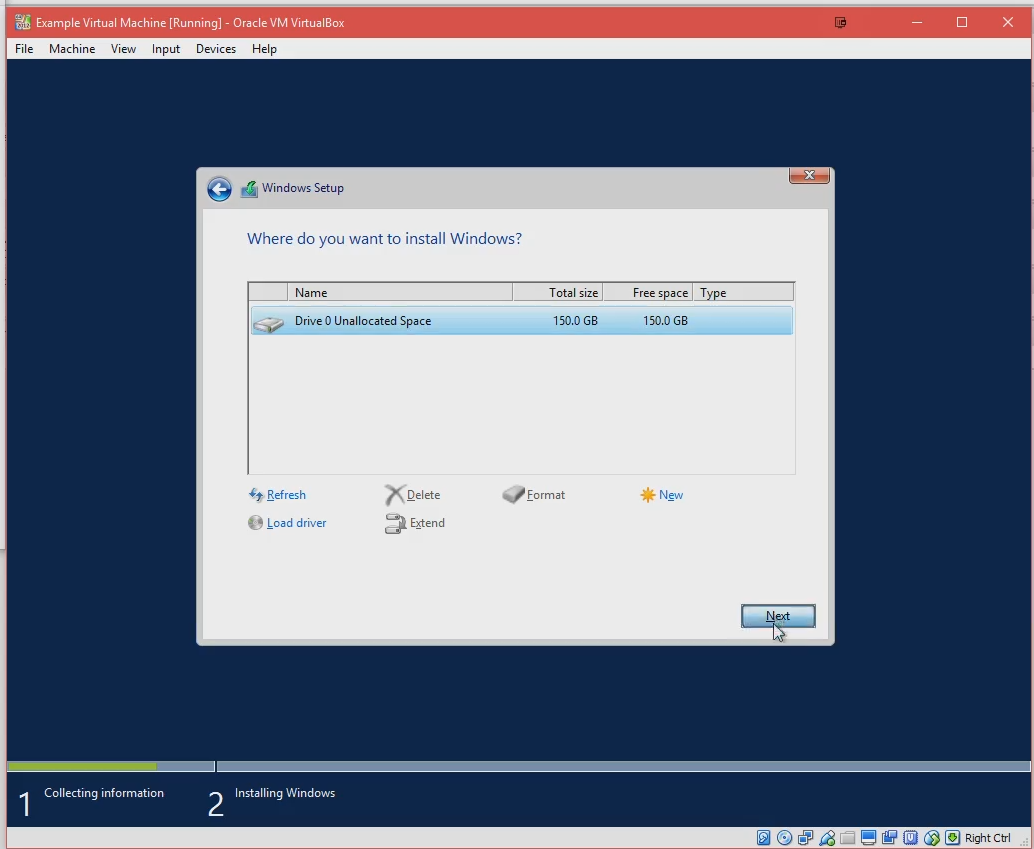 Example Virtual Machine [Running] - Oracle VM VirtualBox
File Machine View Input Devices Help
Windows Setup
Where do you want to install Windows?
Name Total size Free space Type
Drive 0 Unallocated Space 150.0 GB 150.0 GB
Refresh Delete Format New
Load driver Extend
Next
1 Collecting information 2 Installing Windows
Right Ctrl